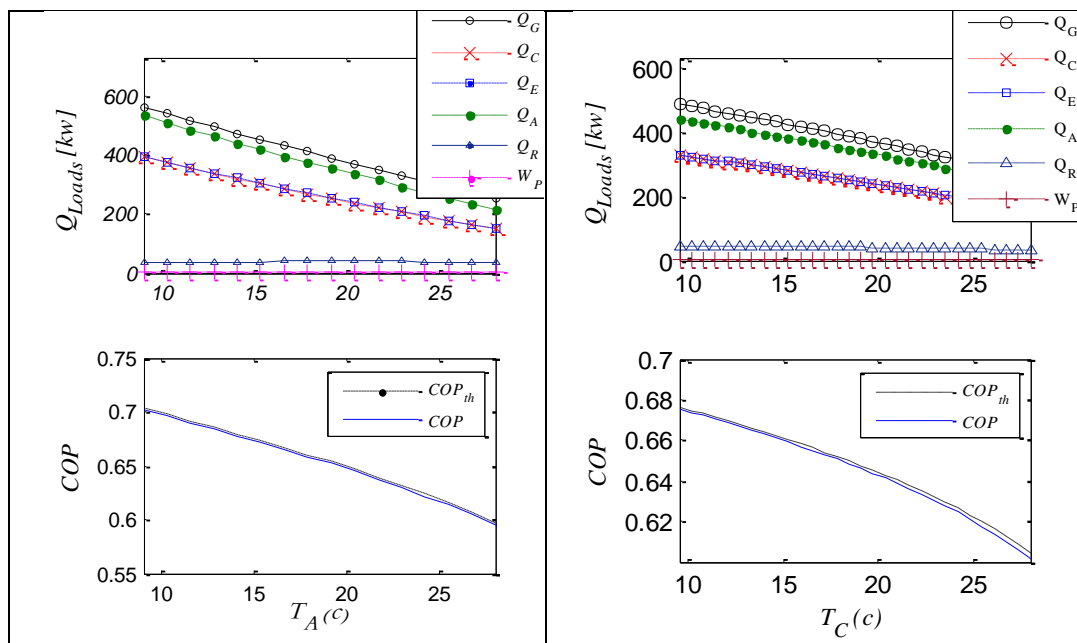 Q_G
Q_C
Q_E
Q_A
Q_R
W_P
600
400
200
0
Q_Loads [kw]
10 15 20 25
Q_G
Q_C
Q_E
Q_A
Q_R
W_P
600
400
200
0
Q_Loads [kw]
10 15 20 25
0.75
0.7
0.65
0.6
0.55
COP
COP_th
COP
10 15 20 25
T_A (c)
0.7
0.68
0.66
0.64
0.62
COP
COP_th
COP
10 15 20 25
T_C (c)